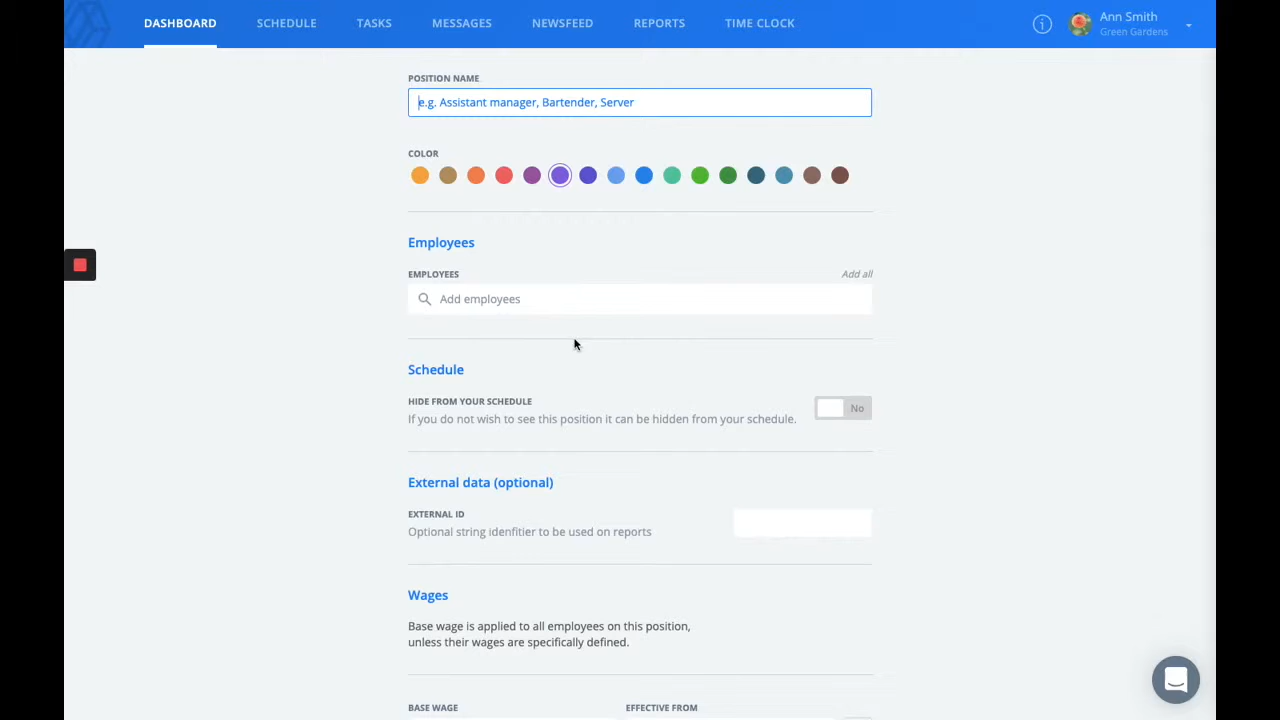 DASHBOARD SCHEDULE TASKS MESSAGES NEWSFEED REPORTS TIME CLOCK
Ann Smith
Green Gardens
POSITION NAME
e.g. Assistant manager, Bartender, Server
COLOR
Employees
EMPLOYEES Add all
Add employees
Schedule
HIDE FROM YOUR SCHEDULE
If you do not wish to see this position it can be hidden from your schedule.
No
External data (optional)
EXTERNAL ID
Optional string idenfitier to be used on reports
Wages
Base wage is applied to all employees on this position,
unless their wages are specifically defined.
BASE WAGE EFFECTIVE FROM